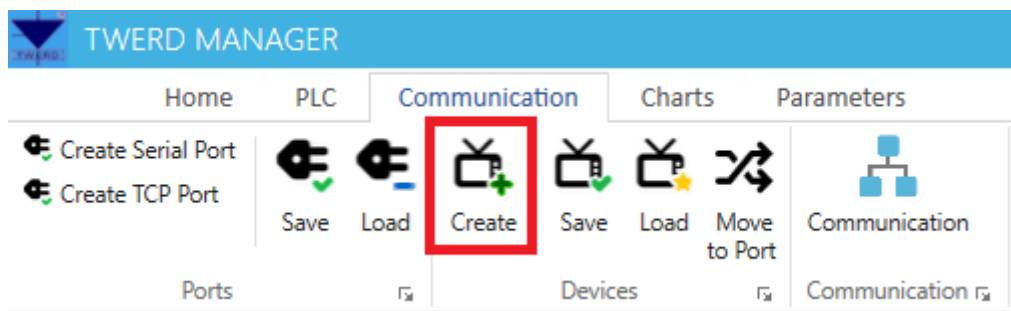 TWERD
TWERD MANAGER
Home PLC Communication Charts Parameters
Create Serial Port
Create TCP Port
Save Load Create Save Load Move to Port Communication
Ports Devices Communication